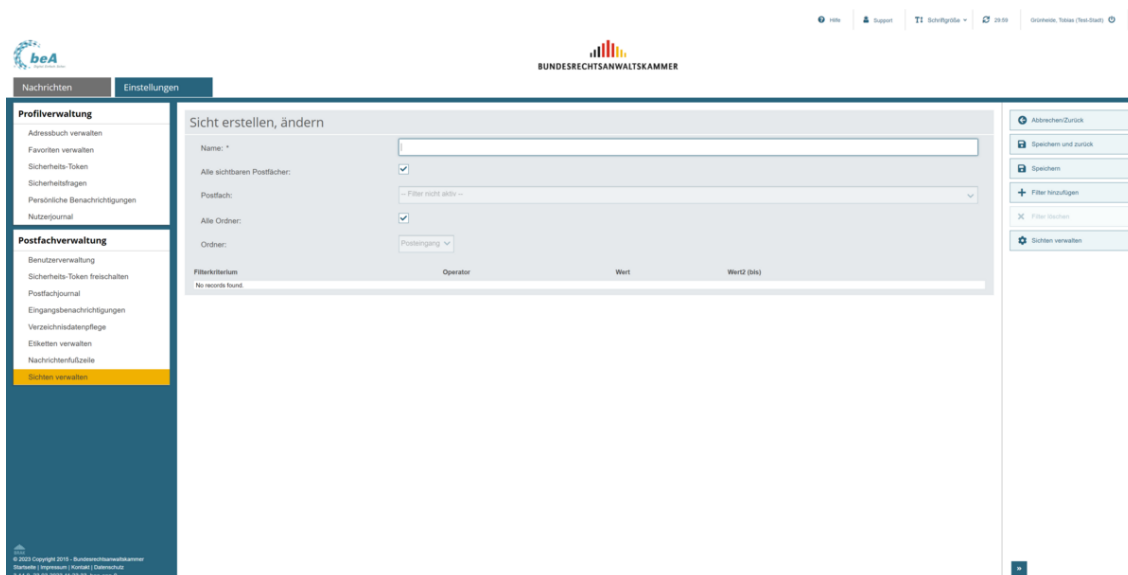 Hilfe
Support
Schriftgröße
29:59
Grünheide, Tobias (Test-Stadt)
beA
BUNDESRECHTSANWALTSKAMMER
Nachrichten
Einstellungen
Profilverwaltung
Adressbuch verwalten
Favoriten verwalten
Sicherheits-Token
Sicherheitsfragen
Persönliche Benachrichtigungen
Nutzerjournal
Postfachverwaltung
Benutzerverwaltung
Sicherheits-Token freischalten
Postfachjournal
Eingangsbenachrichtigungen
Verzeichnisdatenpflege
Etiketten verwalten
Nachrichtenfußzeile
Sichten verwalten
© 2023 Copyright 2015 - Bundesrechtsanwaltskammer
Startseite | Impressum | Kontakt | Datenschutz
Sicht erstellen, ändern
Name: *
Alle sichtbaren Postfächer:
Postfach: -- Filter nicht aktiv --
Alle Ordner:
Ordner: Posteingang
Filterkriterium Operator Wert Wert2 (bis)
No records found.
Abbrechen/Zurück
Speichern und zurück
Speichern
Filter hinzufügen
Filter löschen
Sichten verwalten